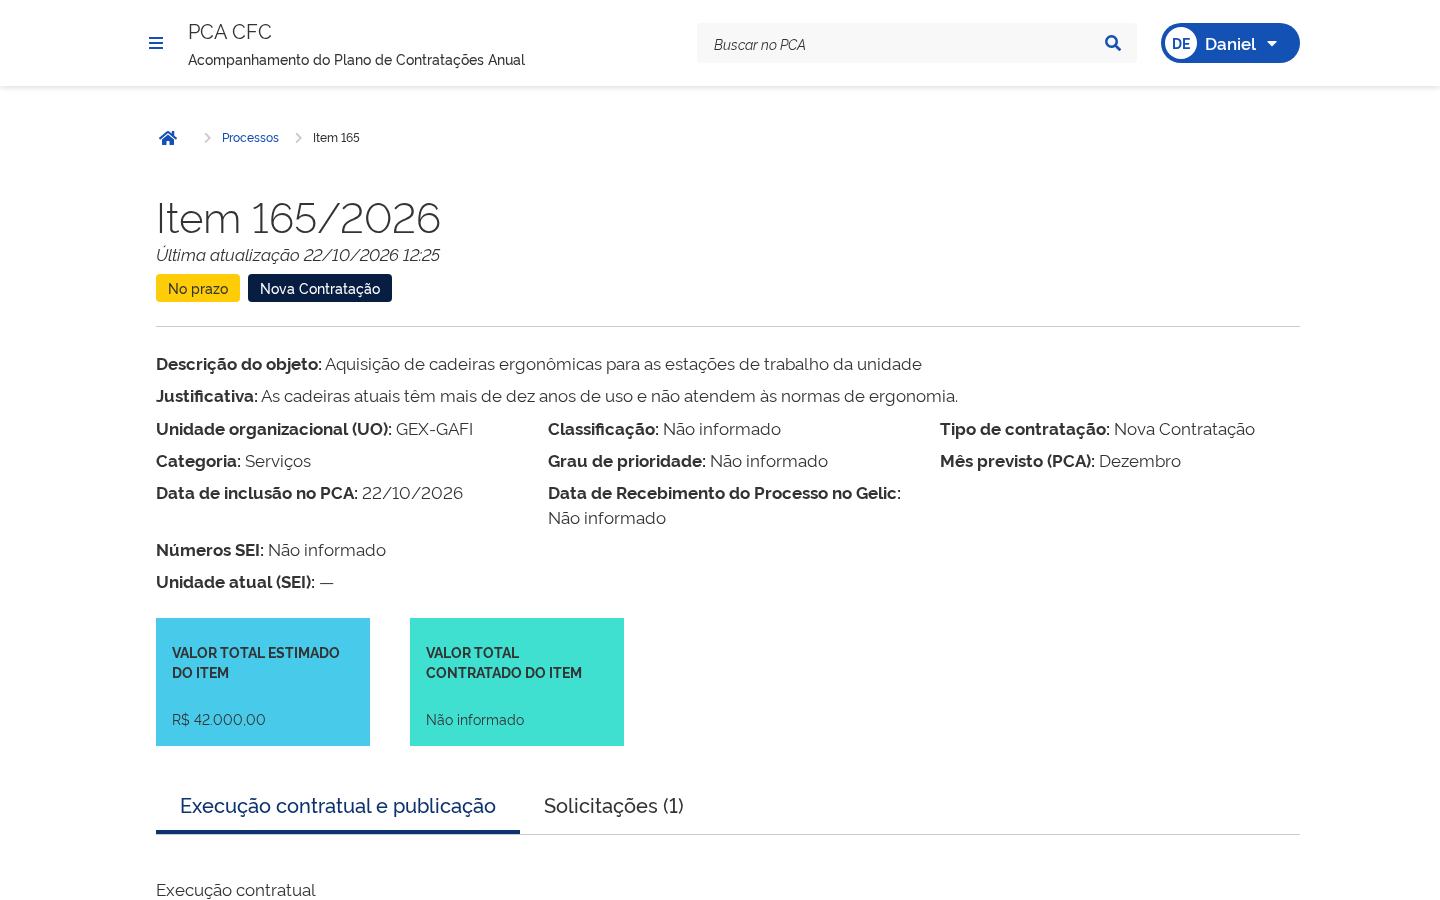 PCA CFC
Acompanhamento do Plano de Contratações Anual
Buscar no PCA
DE Daniel
Processos
Item 165
Item 165/2026
Última atualização 22/10/2026 12:25
No prazo
Nova Contratação
Descrição do objeto: Aquisição de cadeiras ergonômicas para as estações de trabalho da unidade
Justificativa: As cadeiras atuais têm mais de dez anos de uso e não atendem às normas de ergonomia.
Unidade organizacional (UO): GEX-GAFI
Classificação: Não informado
Tipo de contratação: Nova Contratação
Categoria: Serviços
Grau de prioridade: Não informado
Mês previsto (PCA): Dezembro
Data de inclusão no PCA: 22/10/2026
Data de Recebimento do Processo no Gelic:
Não informado
Números SEI: Não informado
Unidade atual (SEI): —
VALOR TOTAL ESTIMADO
DO ITEM
R$ 42.000,00
VALOR TOTAL
CONTRATADO DO ITEM
Não informado
Execução contratual e publicação
Solicitações (1)
Execução contratual